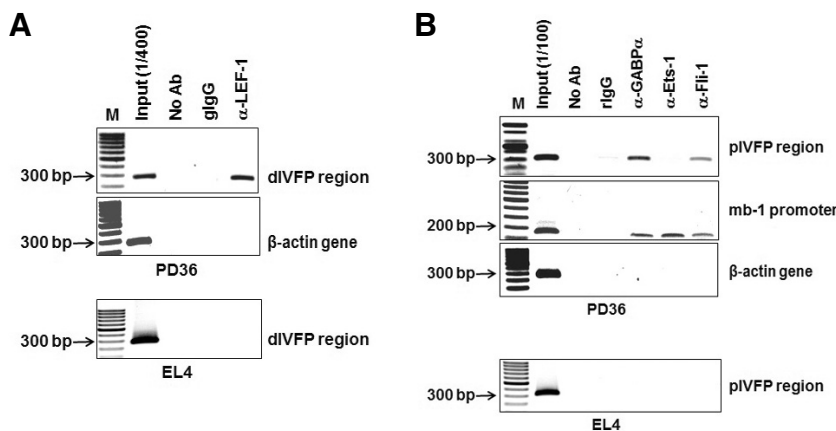 A
M
Input (1/400)
No Ab
gIgG
α-LEF-1
300 bp
dIVFP region
300 bp
β-actin gene
PD36
300 bp
dIVFP region
EL4
B
M
Input (1/100)
No Ab
rIgG
α-GABPα
α-Ets-1
α-Fli-1
300 bp
pIVFP region
200 bp
mb-1 promoter
300 bp
β-actin gene
PD36
300 bp
pIVFP region
EL4